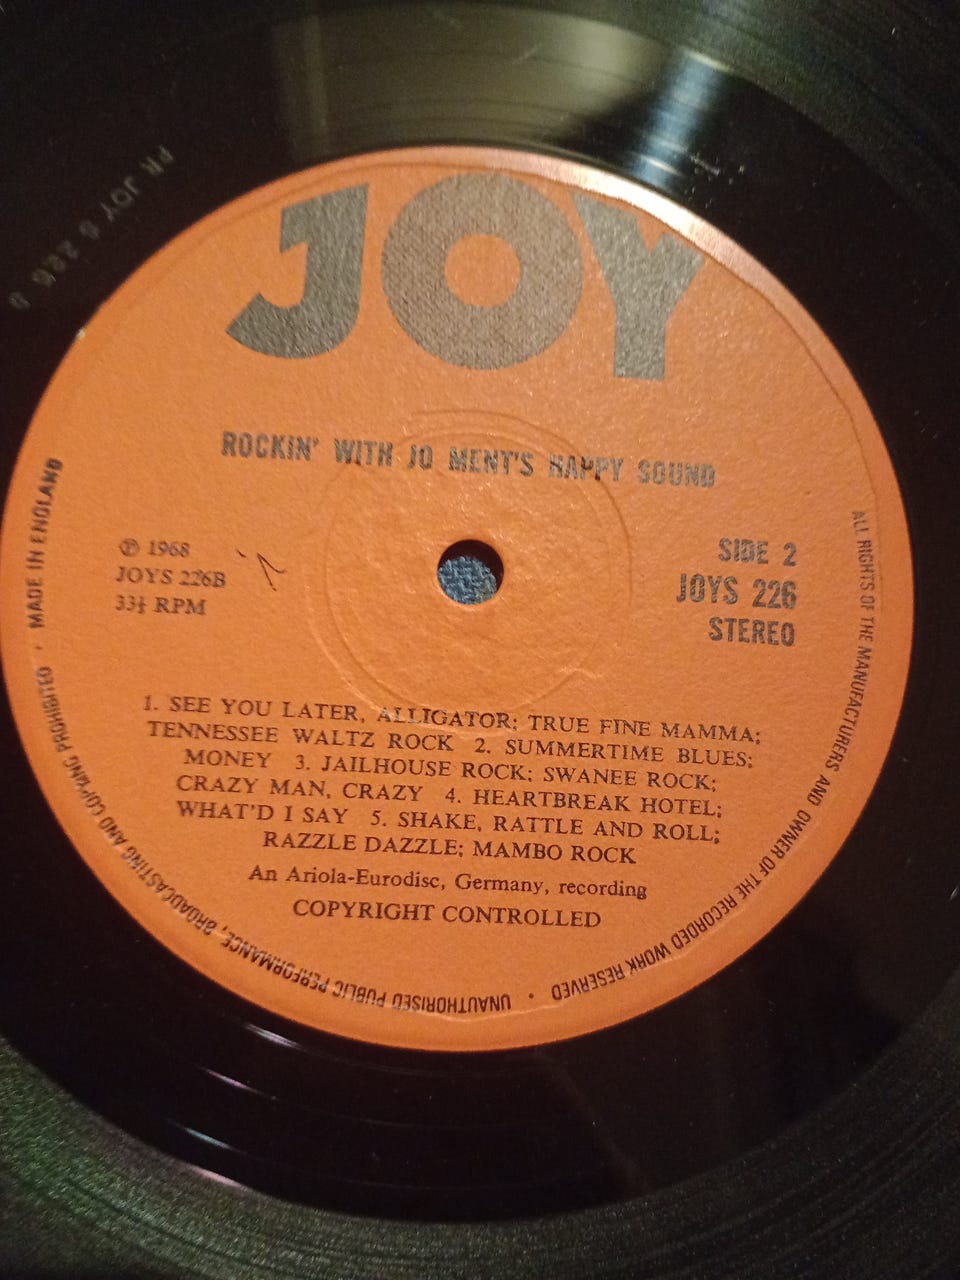 JOY
ROCKIN' WITH JO MENT'S HAPPY SOUND
℗ 1968
JOYS 226B
33⅓ RPM
SIDE 2
JOYS 226
STEREO
1. SEE YOU LATER, ALLIGATOR; TRUE FINE MAMMA;
TENNESSEE WALTZ ROCK 2. SUMMERTIME BLUES;
MONEY 3. JAILHOUSE ROCK; SWANEE ROCK;
CRAZY MAN, CRAZY 4. HEARTBREAK HOTEL;
WHAT'D I SAY 5. SHAKE, RATTLE AND ROLL;
RAZZLE DAZZLE; MAMBO ROCK
An Ariola-Eurodisc, Germany, recording
COPYRIGHT CONTROLLED
ALL RIGHTS OF THE MANUFACTURERS AND OWNER OF THE RECORDED WORK RESERVED · UNAUTHORISED PUBLIC PERFORMANCE, BROADCASTING AND COPYING PROHIBITED · MADE IN ENGLAND
PR JOY S 226 B